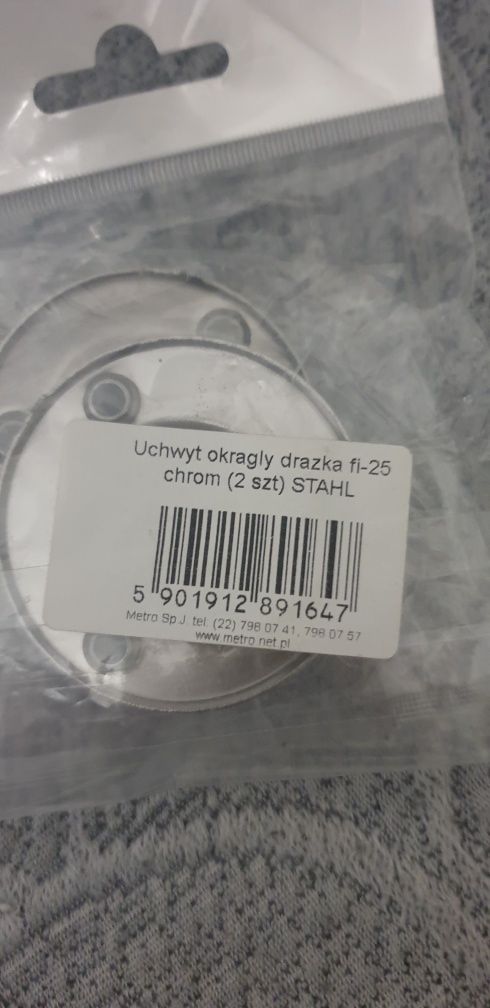 Uchwyt okragly drazka fi-25
chrom (2 szt) STAHL
5 901912 891647
Metro Sp.J. tel: (22) 798 07 41, 798 07 57
www.metro.net.pl